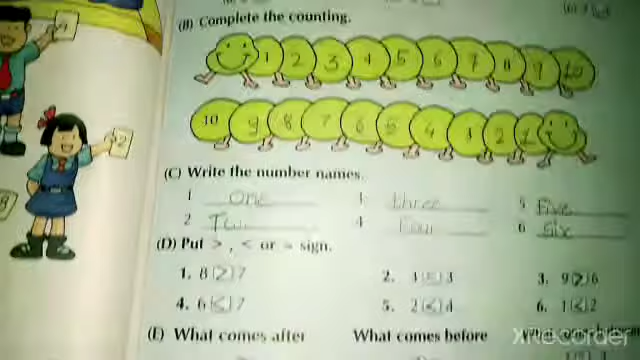 (B) Complete the counting.
1 2 3 4 5 6 7 8 9 10
10 9 8 7 6 5 4 3 2 1
(C) Write the number names.
1 one 3 three 5 Five
2 4 Four 6 six
(D) Put > , < or = sign.
1. 8 > 7 2. 3 3. 9 > 6
4. 6 < 7 5. 2 < 4 6. 1 < 2
(E) What comes after What comes before
XRecorder